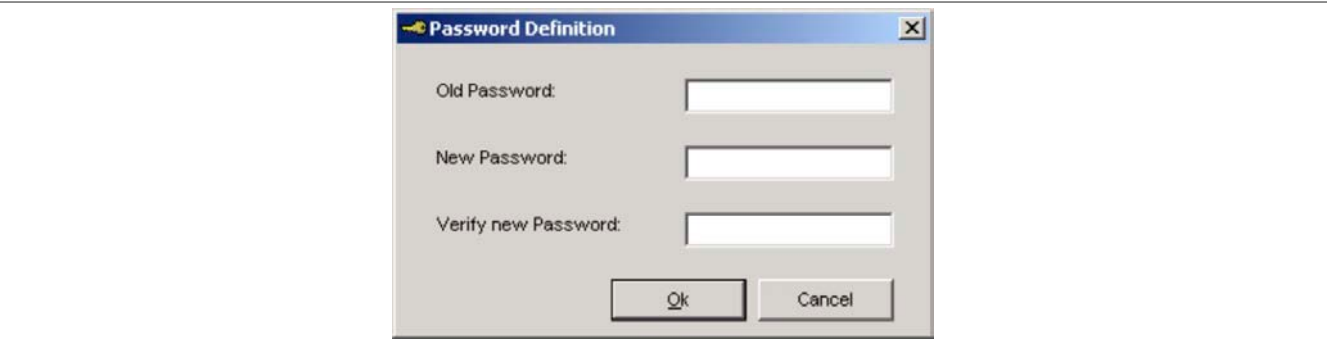 Password Definition
Old Password:
New Password:
Verify new Password:
Ok Cancel